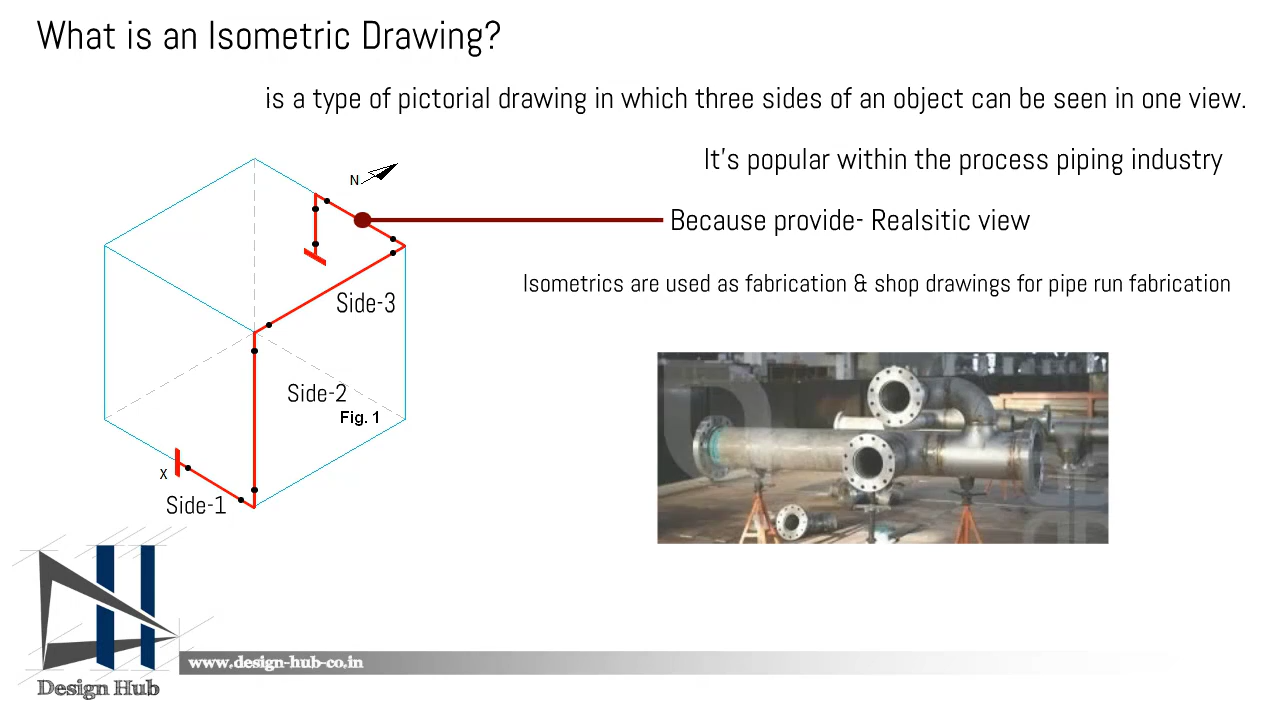 What is an Isometric Drawing?
is a type of pictorial drawing in which three sides of an object can be seen in one view.
It's popular within the process piping industry
N
Because provide- Realsitic view
Isometrics are used as fabrication & shop drawings for pipe run fabrication
Side-3
Side-2
Fig. 1
X
Side-1
www.design-hub-co.in
Design Hub